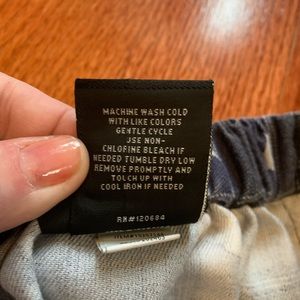 MACHINE WASH COLD
WITH LIKE COLORS
GENTLE CYCLE
USE NON-
CHLORINE BLEACH IF
NEEDED TUMBLE DRY LOW
REMOVE PROMPTLY AND
TOUCH UP WITH
COOL IRON IF NEEDED
RN#120684